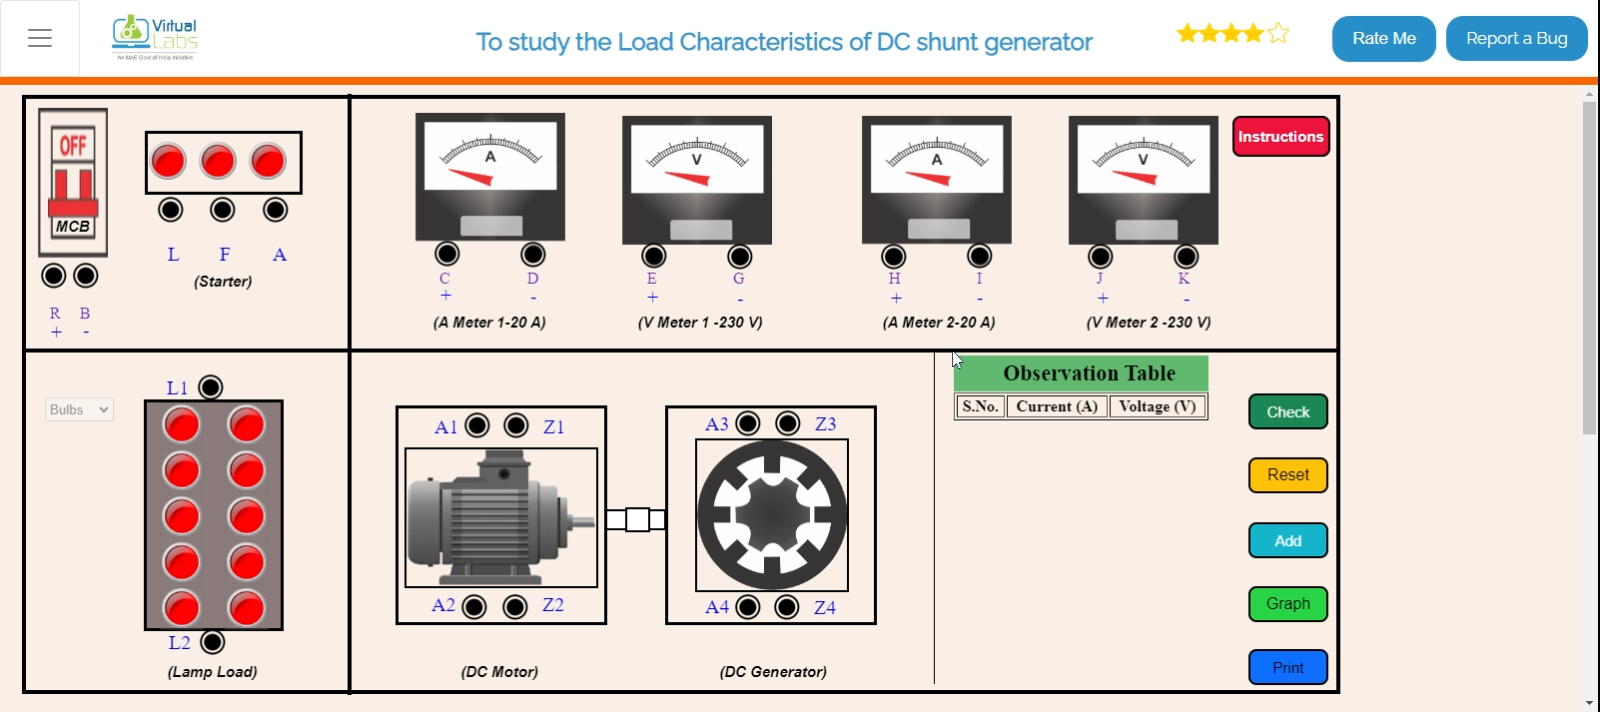 Virtual
Labs
An MoE Govt of India Initiative
To study the Load Characteristics of DC shunt generator
Rate Me
Report a Bug
OFF
MCB
R
B
+
-
L
F
A
(Starter)
A
C
D
+
-
(A Meter 1-20 A)
V
E
G
+
-
(V Meter 1 -230 V)
A
H
I
+
-
(A Meter 2-20 A)
V
J
K
+
-
(V Meter 2 -230 V)
Instructions
Bulbs
L1
L2
(Lamp Load)
A1
Z1
A2
Z2
(DC Motor)
A3
Z3
A4
Z4
(DC Generator)
Observation Table
S.No. Current (A) Voltage (V)
Check
Reset
Add
Graph
Print